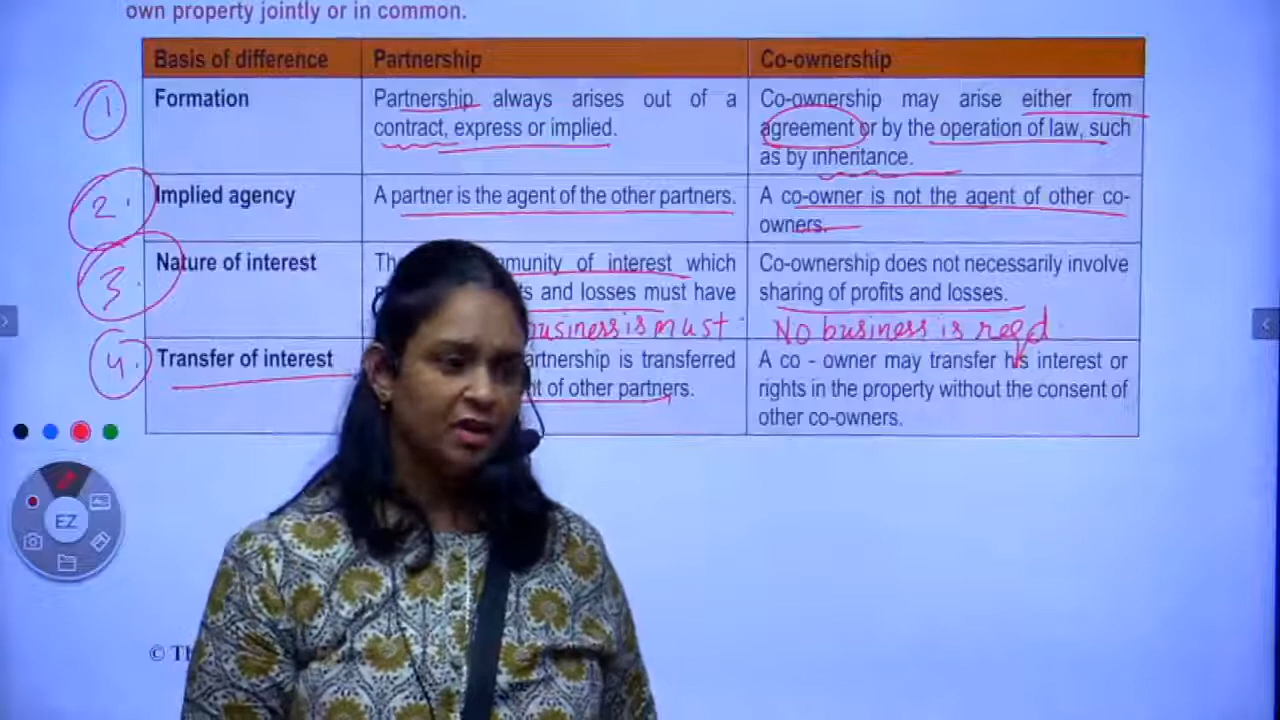 own property jointly or in common.
Basis of difference Partnership Co-ownership
1
Formation
Partnership always arises out of a
contract, express or implied.
Co-ownership may arise either from
agreement or by the operation of law, such
as by inheritance.
2.
Implied agency
A partner is the agent of the other partners.
A co-owner is not the agent of other co-
owners.
3.
Nature of interest
of interest which
and losses must have
business is must
Co-ownership does not necessarily involve
sharing of profits and losses.
No business is reqd
4.
Transfer of interest
is transferred
of other partners.
A co - owner may transfer his interest or
rights in the property without the consent of
other co-owners.
EZ
©